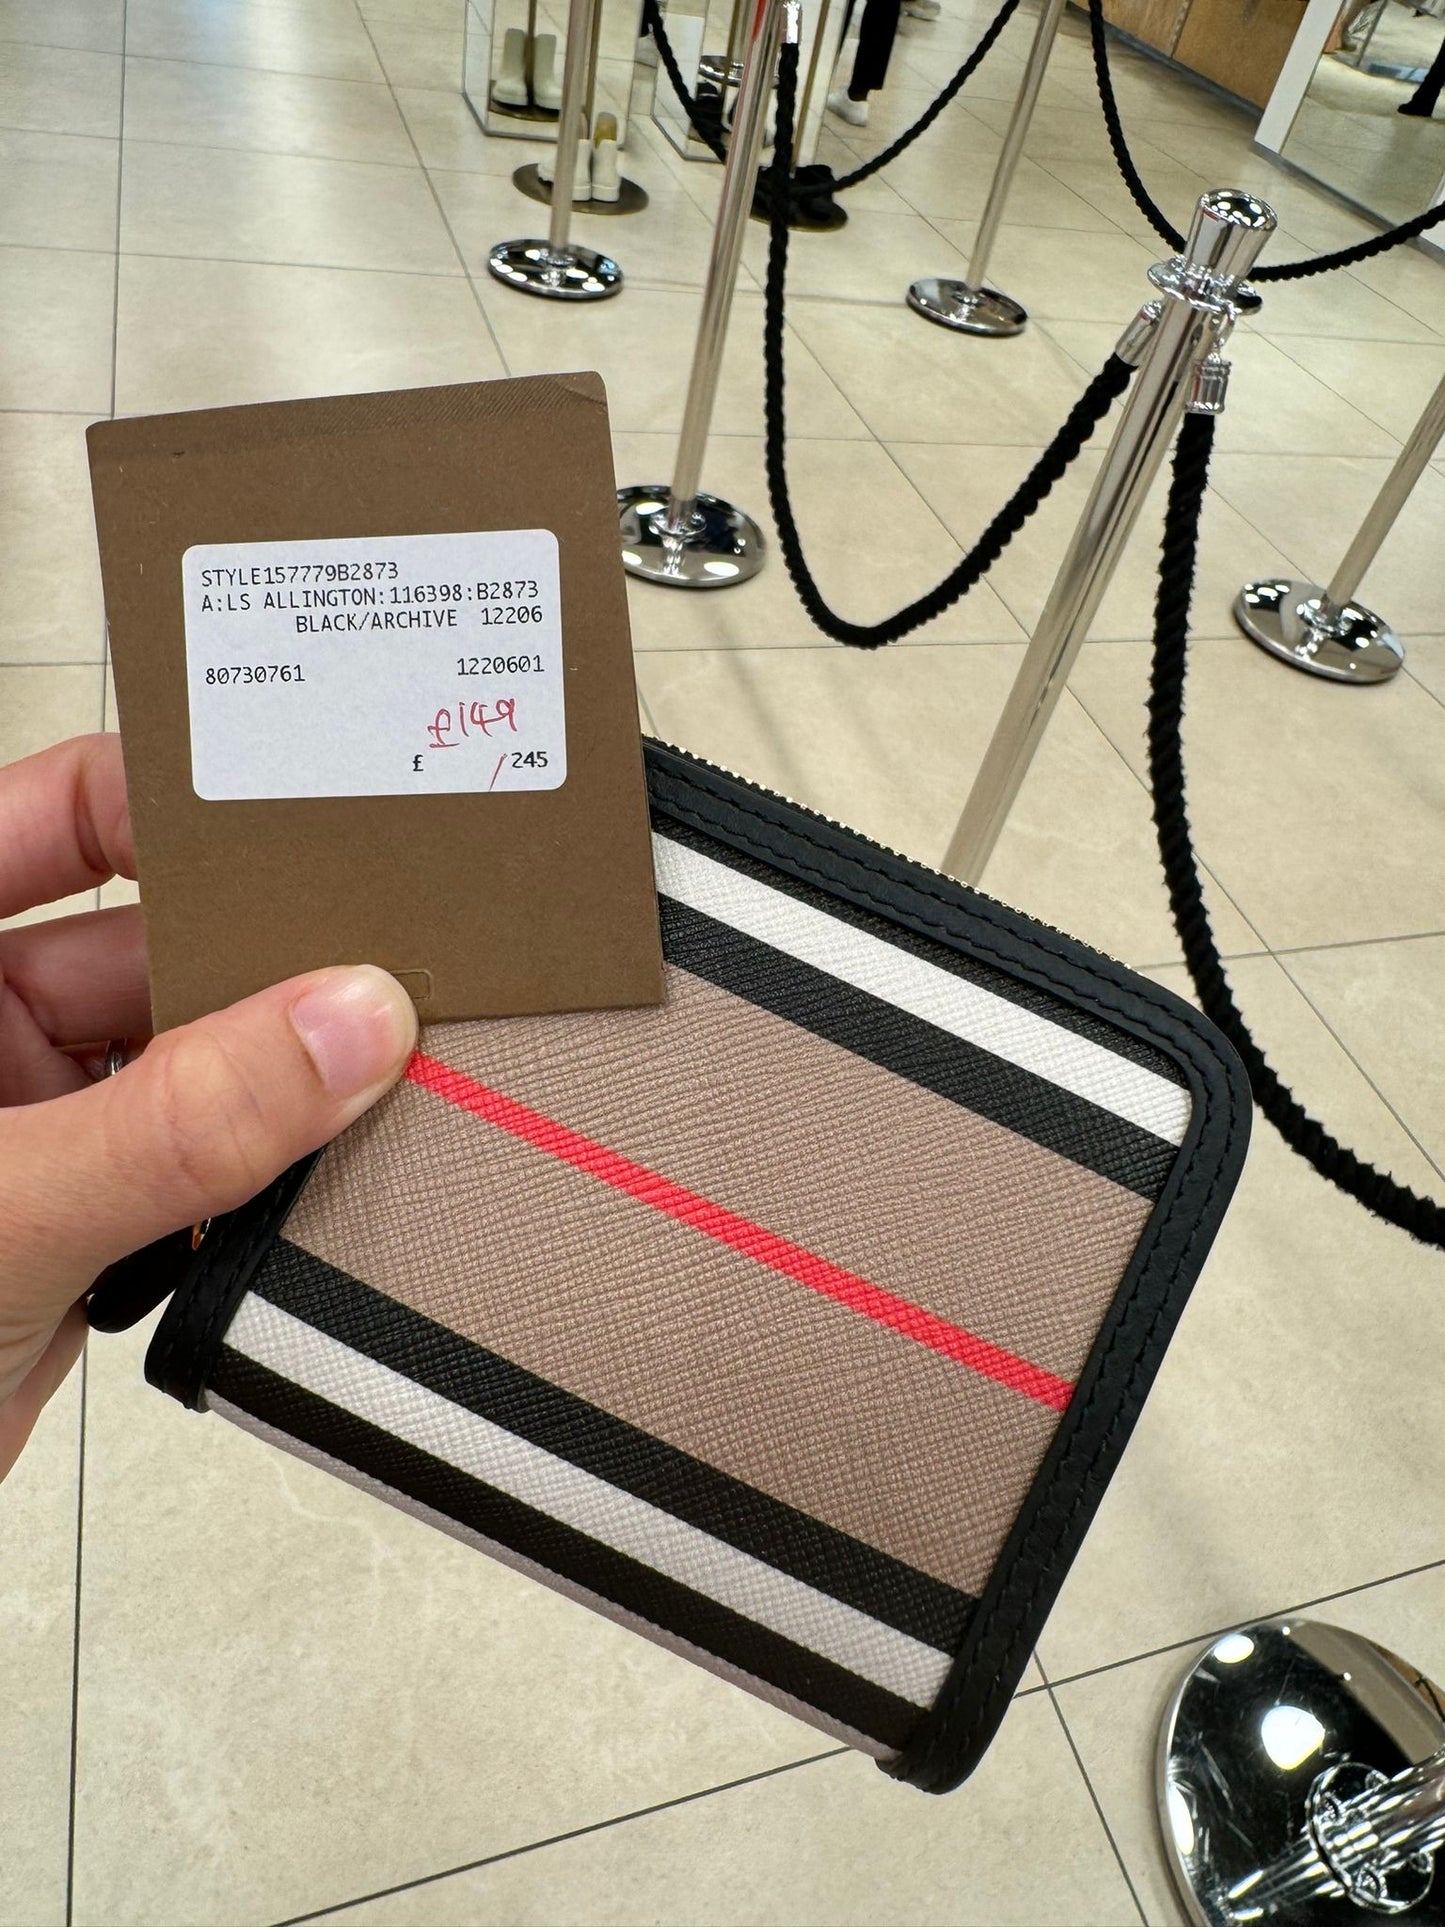 STYLE157779B2873
A:LS ALLINGTON:116398:B2873
BLACK/ARCHIVE 12206
80730761 1220601
£149
£ 245